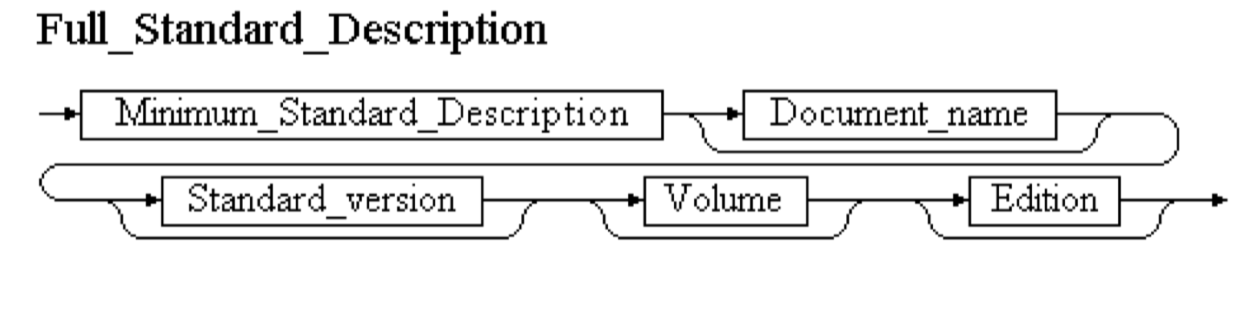 Full_Standard_Description
Minimum_Standard_Description Document_name
Standard_version Volume Edition